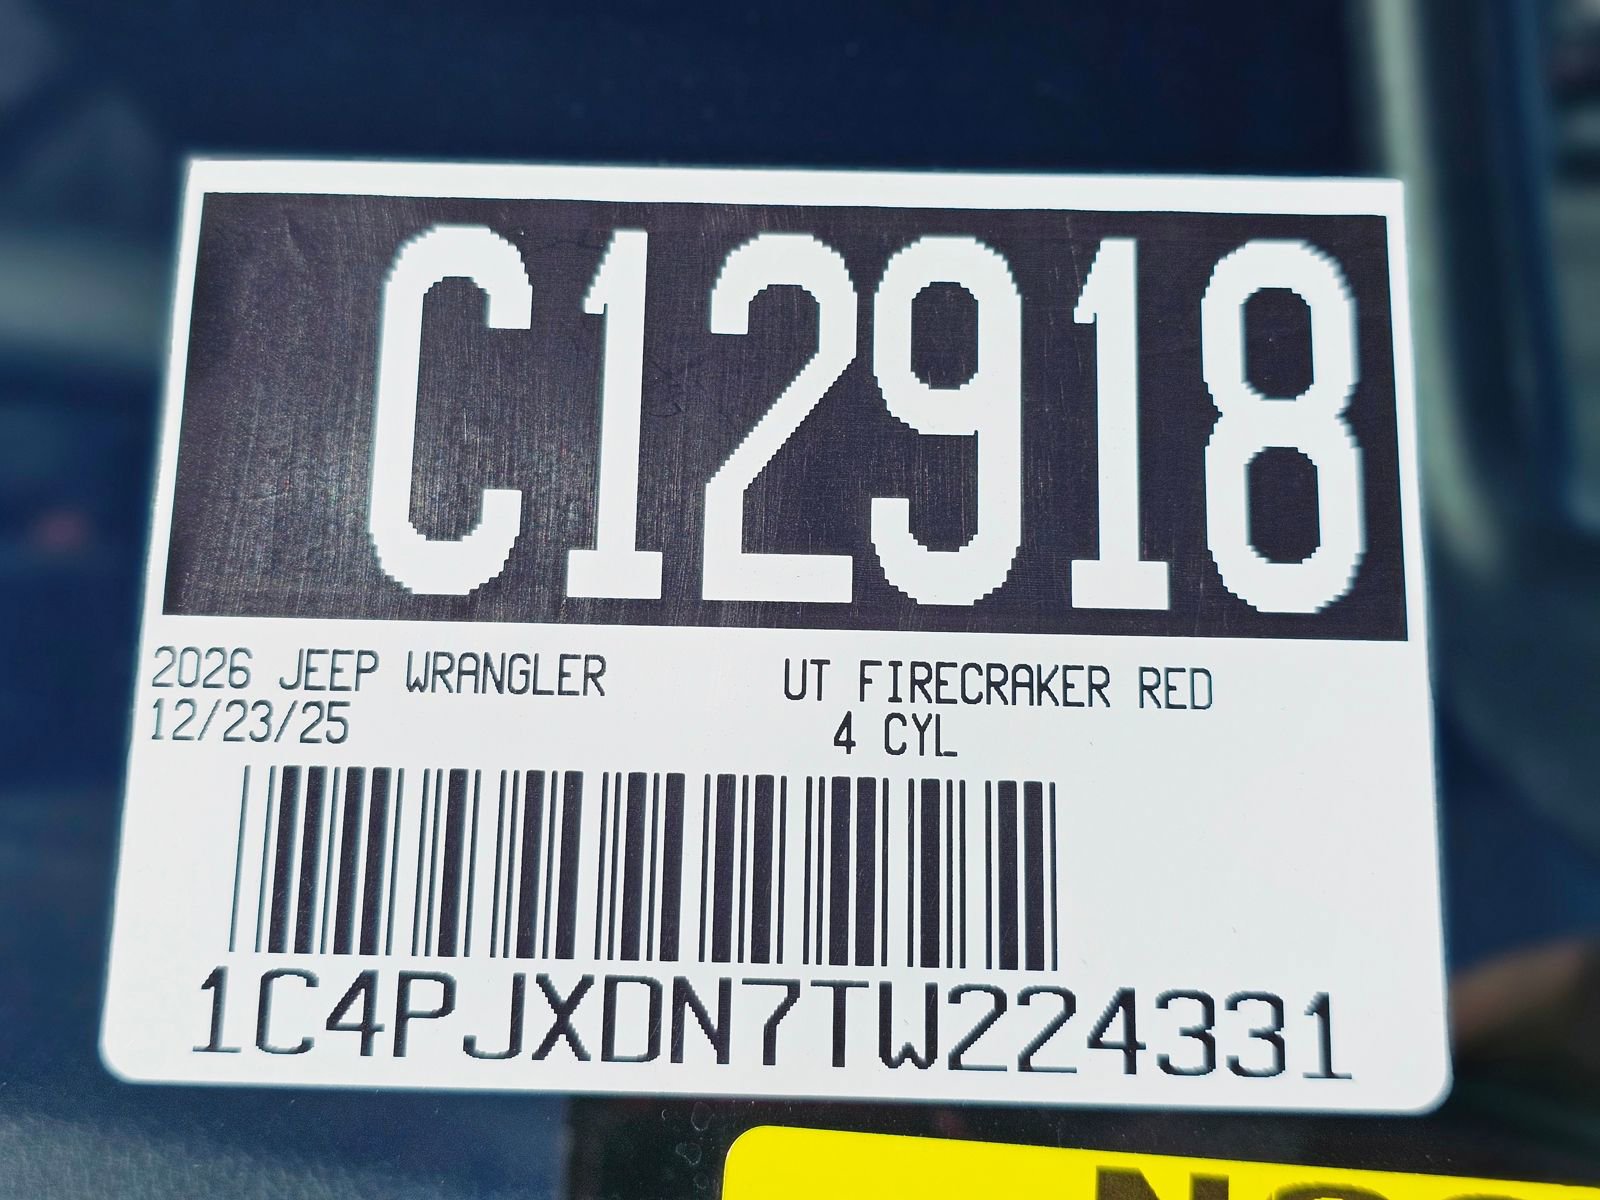 C12918
2026 JEEP WRANGLER UT FIRECRAKER RED
12/23/25 4 CYL
1C4PJXDN7TW224331